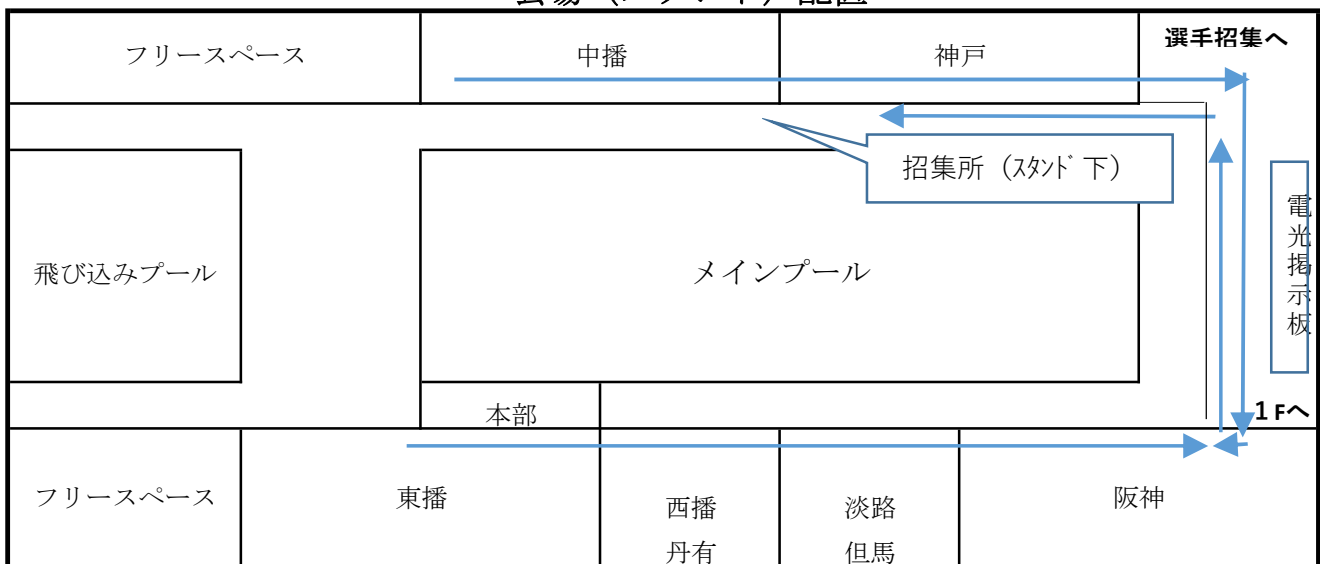 フリースペース
中播
神戸
選手招集へ
招集所（ｽﾀﾝﾄﾞ下）
飛び込みプール
メインプール
電光掲示板
本部
１Fへ
フリースペース
東播
西播
丹有
淡路
但馬
阪神